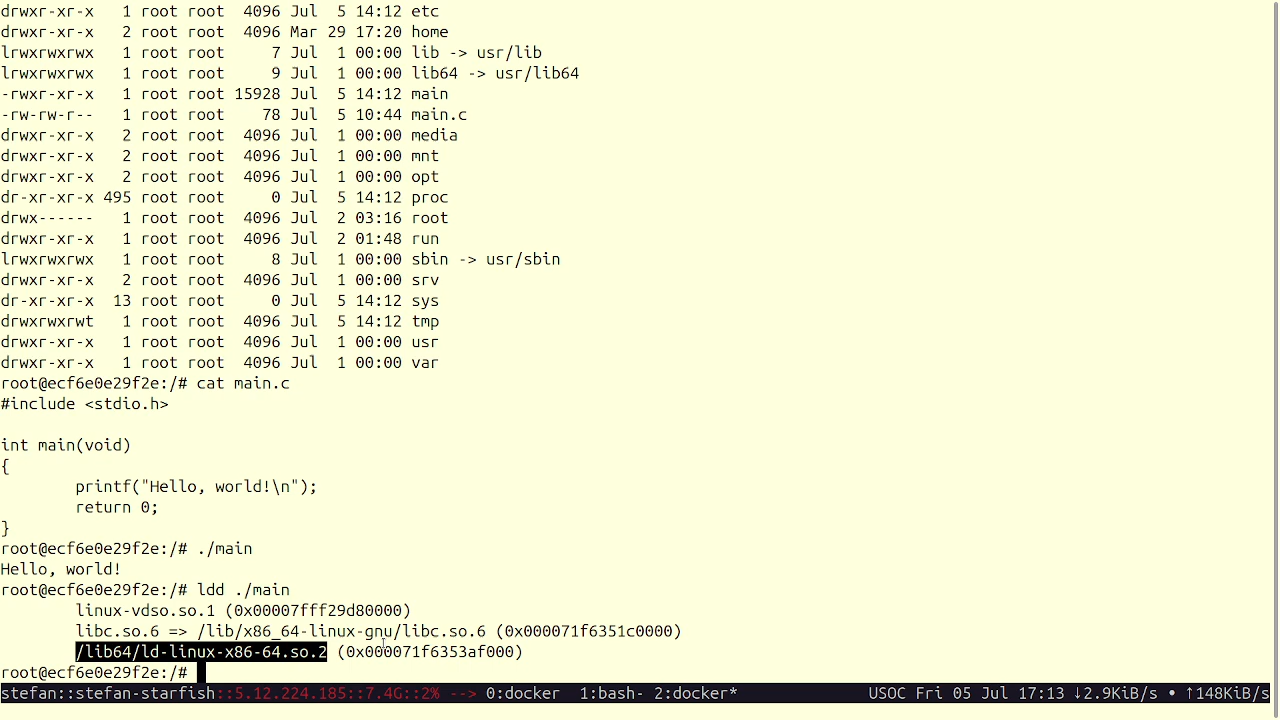 drwxr-xr-x   1 root root  4096 Jul  5 14:12 etc
drwxr-xr-x   2 root root  4096 Mar 29 17:20 home
lrwxrwxrwx   1 root root     7 Jul  1 00:00 lib -> usr/lib
lrwxrwxrwx   1 root root     9 Jul  1 00:00 lib64 -> usr/lib64
-rwxr-xr-x   1 root root 15928 Jul  5 14:12 main
-rw-rw-r--   1 root root    78 Jul  5 10:44 main.c
drwxr-xr-x   2 root root  4096 Jul  1 00:00 media
drwxr-xr-x   2 root root  4096 Jul  1 00:00 mnt
drwxr-xr-x   2 root root  4096 Jul  1 00:00 opt
dr-xr-xr-x 495 root root     0 Jul  5 14:12 proc
drwx------   1 root root  4096 Jul  2 03:16 root
drwxr-xr-x   1 root root  4096 Jul  2 01:48 run
lrwxrwxrwx   1 root root     8 Jul  1 00:00 sbin -> usr/sbin
drwxr-xr-x   2 root root  4096 Jul  1 00:00 srv
dr-xr-xr-x  13 root root     0 Jul  5 14:12 sys
drwxrwxrwt   1 root root  4096 Jul  5 14:12 tmp
drwxr-xr-x   1 root root  4096 Jul  1 00:00 usr
drwxr-xr-x   1 root root  4096 Jul  1 00:00 var
root@ecf6e0e29f2e:/# cat main.c
#include <stdio.h>

int main(void)
{
        printf("Hello, world!\n");
        return 0;
}
root@ecf6e0e29f2e:/# ./main
Hello, world!
root@ecf6e0e29f2e:/# ldd ./main
        linux-vdso.so.1 (0x00007fff29d80000)
        libc.so.6 => /lib/x86_64-linux-gnu/libc.so.6 (0x000071f6351c0000)
        /lib64/ld-linux-x86-64.so.2 (0x000071f6353af000)
root@ecf6e0e29f2e:/#
stefan::stefan-starfish::5.12.224.185::7.4G::2% --> 0:docker  1:bash- 2:docker*              USOC Fri 05 Jul 17:13 ↓2.9KiB/s • ↑148KiB/s